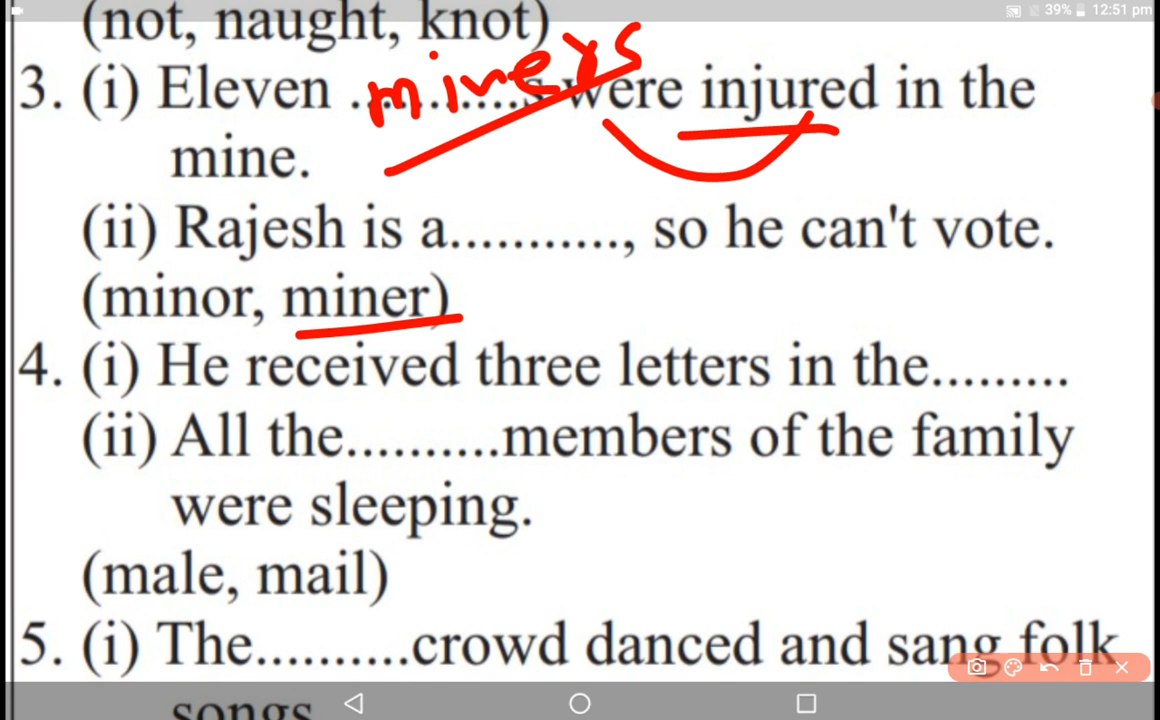 39% 12:51 pm
(not, naught, knot)
miners
3. (i) Eleven ...........s were injured in the
mine.
(ii) Rajesh is a..........., so he can't vote.
(minor, miner)
4. (i) He received three letters in the.........
(ii) All the..........members of the family
were sleeping.
(male, mail)
5. (i) The..........crowd danced and sang folk
songs